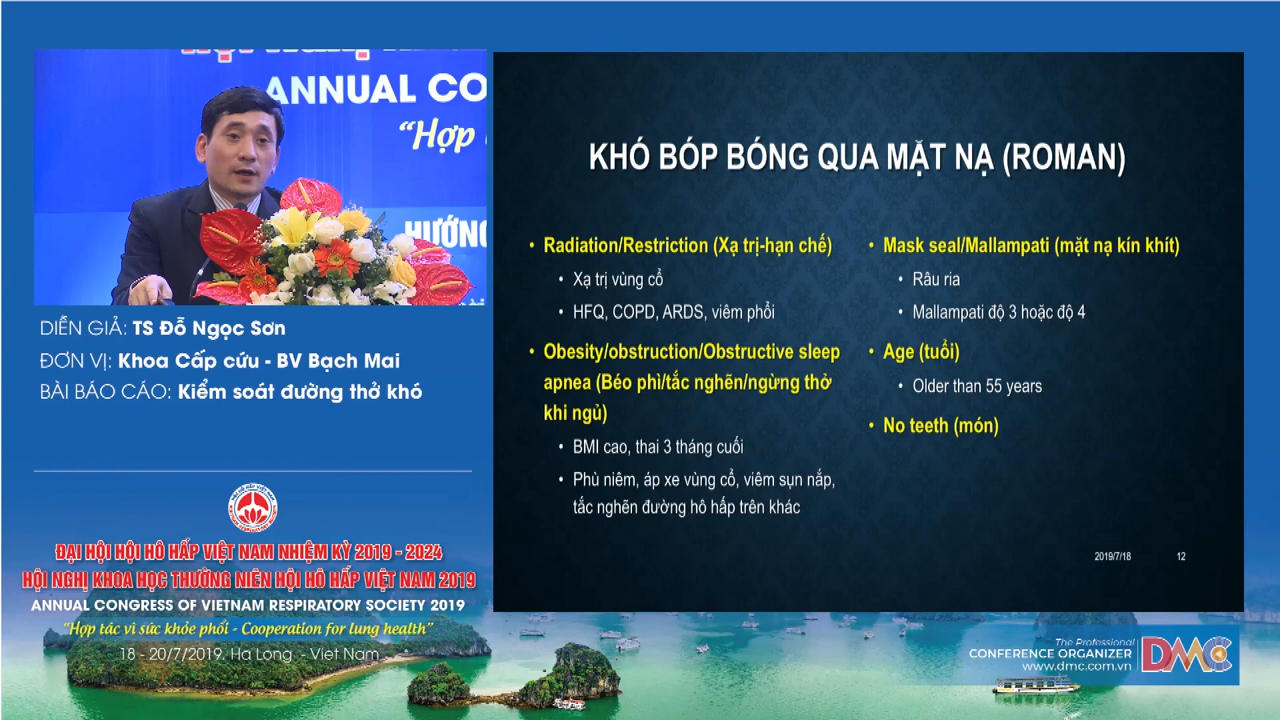 ANNUAL CO
“Hợp
HƯỚNG
DIỄN GIẢ: TS Đỗ Ngọc Sơn
ĐƠN VỊ: Khoa Cấp cứu - BV Bạch Mai
BÀI BÁO CÁO: Kiểm soát đường thở khó
ĐẠI HỘI HỘI HÔ HẤP VIỆT NAM NHIỆM KỲ 2019 - 2024
HỘI NGHỊ KHOA HỌC THƯỜNG NIÊN HỘI HÔ HẤP VIỆT NAM 2019
ANNUAL CONGRESS OF VIETNAM RESPIRATORY SOCIETY 2019
“Hợp tác vì sức khỏe phổi - Cooperation for lung health”
18 - 20/7/2019. Ha Long - Viet Nam
KHÓ BÓP BÓNG QUA MẶT NẠ (ROMAN)
• Radiation/Restriction (Xạ trị-hạn chế)
• Xạ trị vùng cổ
• HFQ, COPD, ARDS, viêm phổi
• Obesity/obstruction/Obstructive sleep
apnea (Béo phì/tắc nghẽn/ngừng thở
khi ngủ)
• BMI cao, thai 3 tháng cuối
• Phù niêm, áp xe vùng cổ, viêm sụn nắp,
tắc nghẽn đường hô hấp trên khác
• Mask seal/Mallampati (mặt nạ kín khít)
• Râu ria
• Mallampati độ 3 hoặc độ 4
• Age (tuổi)
• Older than 55 years
• No teeth (món)
2019/7/18
12
The Professional
CONFERENCE ORGANIZER
www.dmc.com.vn
DMC